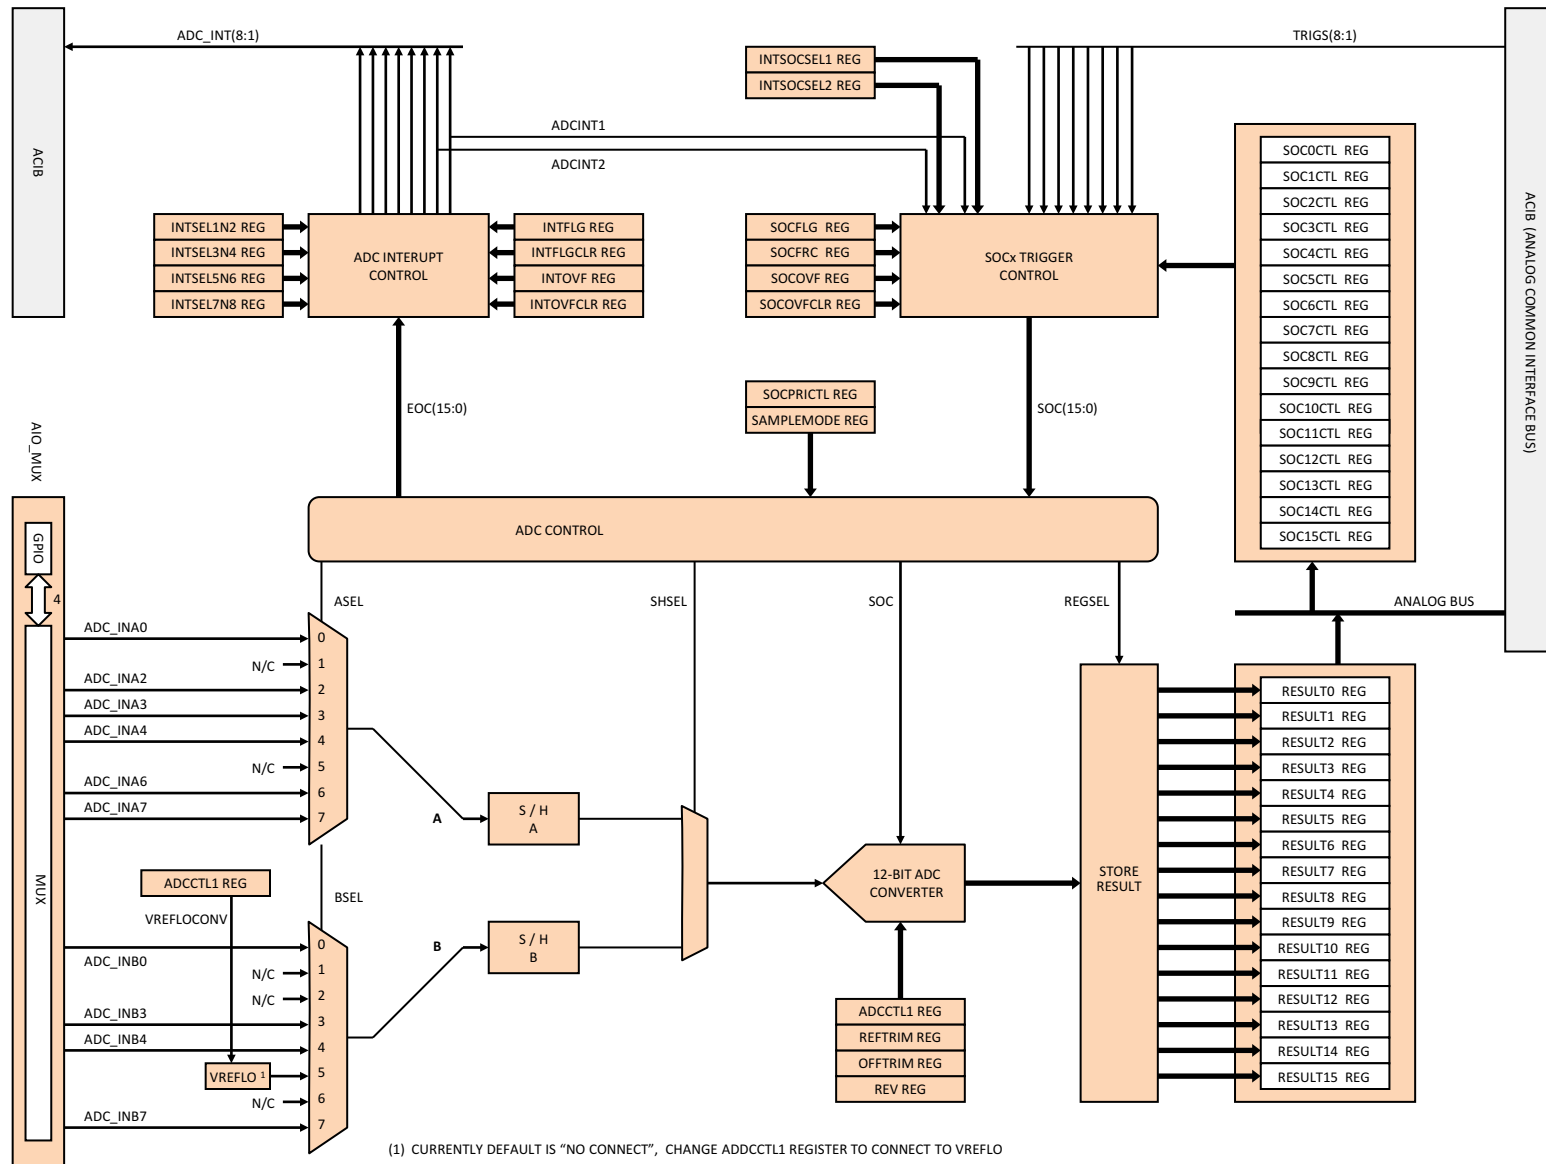 ADC_INT(8:1)
TRIGS(8:1)
INTSOCSEL1 REG
INTSOCSEL2 REG
ADCINT1
ADCINT2
ACIB
ACIB (ANALOG COMMON INTERFACE BUS)
INTSEL1N2 REG
INTSEL3N4 REG
INTSEL5N6 REG
INTSEL7N8 REG
ADC INTERUPT
CONTROL
INTFLG REG
INTFLGCLR REG
INTOVF REG
INTOVFCLR REG
SOCFLG REG
SOCFRC REG
SOCOVF REG
SOCOVFCLR REG
SOCx TRIGGER
CONTROL
SOC0CTL REG
SOC1CTL REG
SOC2CTL REG
SOC3CTL REG
SOC4CTL REG
SOC5CTL REG
SOC6CTL REG
SOC7CTL REG
SOC8CTL REG
SOC9CTL REG
SOC10CTL REG
SOC11CTL REG
SOC12CTL REG
SOC13CTL REG
SOC14CTL REG
SOC15CTL REG
EOC(15:0)
SOCPRICTL REG
SAMPLEMODE REG
SOC(15:0)
AIO_MUX
GPIO
4
MUX
ADC CONTROL
ASEL
SHSEL
SOC
REGSEL
ANALOG BUS
ADC_INA0
N/C
ADC_INA2
ADC_INA3
ADC_INA4
N/C
ADC_INA6
ADC_INA7
0
1
2
3
4
5
6
7
A
S / H
A
ADCCTL1 REG
VREFLOCONV
BSEL
ADC_INB0
N/C
N/C
ADC_INB3
ADC_INB4
VREFLO 1
N/C
ADC_INB7
0
1
2
3
4
5
6
7
B
S / H
B
12-BIT ADC
CONVERTER
ADCCTL1 REG
REFTRIM REG
OFFTRIM REG
REV REG
STORE
RESULT
RESULT0 REG
RESULT1 REG
RESULT2 REG
RESULT3 REG
RESULT4 REG
RESULT5 REG
RESULT6 REG
RESULT7 REG
RESULT8 REG
RESULT9 REG
RESULT10 REG
RESULT11 REG
RESULT12 REG
RESULT13 REG
RESULT14 REG
RESULT15 REG
(1) CURRENTLY DEFAULT IS “NO CONNECT”, CHANGE ADDCCTL1 REGISTER TO CONNECT TO VREFLO